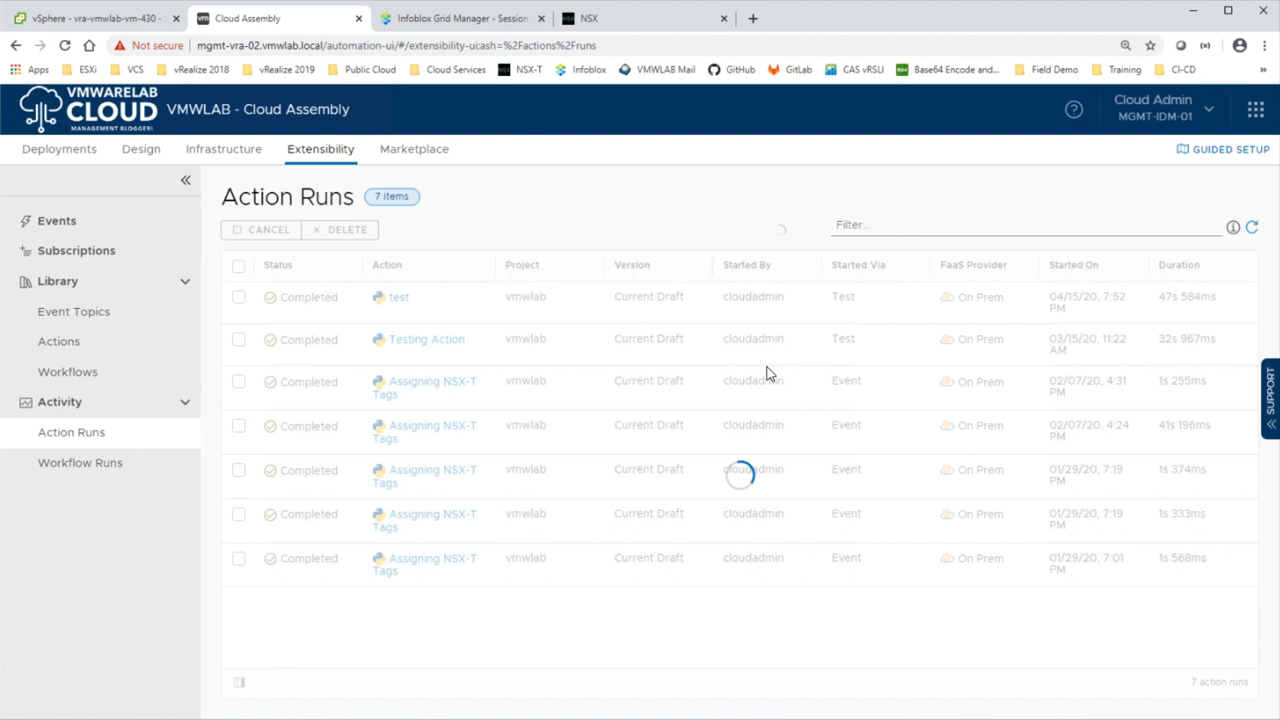 vSphere - vra-vmwlab-vm-430 -
Cloud Assembly
Infoblox Grid Manager - Session
NSX
Not secure
mgmt-vra-02.vmwlab.local/automation-ui/#/extensibility-ui;ash=%2Factions%2Fruns
Apps
ESXi
VCS
vRealize 2018
vRealize 2019
Public Cloud
Cloud Services
NSX-T
Infoblox
VMWLAB Mail
GitHub
GitLab
CAS vRSLI
Base64 Encode and...
Field Demo
Training
CI-CD
VMWARELAB
CLOUD
MANAGEMENT BLOGGER!
VMWLAB - Cloud Assembly
Cloud Admin
MGMT-IDM-01
Deployments
Design
Infrastructure
Extensibility
Marketplace
GUIDED SETUP
Events
Subscriptions
Library
Event Topics
Actions
Workflows
Activity
Action Runs
Workflow Runs
Action Runs
7 items
CANCEL
DELETE
Filter...
Status Action Project Version Started By Started Via FaaS Provider Started On Duration
Completed test vmwlab Current Draft cloudadmin Test On Prem 04/15/20, 7:52 47s 584ms
PM
Completed Testing Action vmwlab Current Draft cloudadmin Test On Prem 03/15/20, 11:22 32s 967ms
AM
Completed Assigning NSX-T vmwlab Current Draft cloudadmin Event On Prem 02/07/20, 4:31 1s 255ms
Tags PM
Completed Assigning NSX-T vmwlab Current Draft cloudadmin Event On Prem 02/07/20, 4:24 41s 196ms
Tags PM
Completed Assigning NSX-T vmwlab Current Draft cloudadmin Event On Prem 01/29/20, 7:19 1s 374ms
Tags PM
Completed Assigning NSX-T vmwlab Current Draft cloudadmin Event On Prem 01/29/20, 7:19 1s 333ms
Tags PM
Completed Assigning NSX-T vmwlab Current Draft cloudadmin Event On Prem 01/29/20, 7:01 1s 568ms
Tags PM
7 action runs
SUPPORT